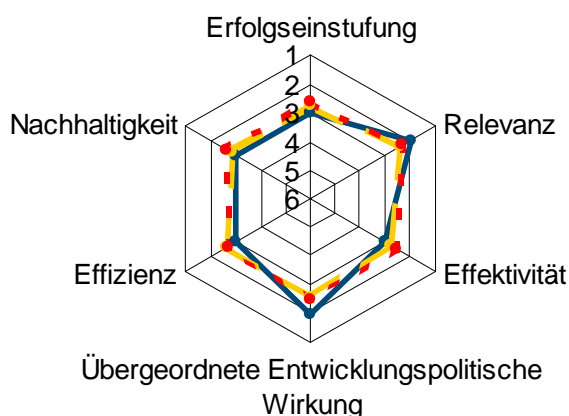 Erfolgseinstufung
1
2
3
4
5
6
Nachhaltigkeit
Relevanz
Effizienz
Effektivität
Übergeordnete Entwicklungspolitische
Wirkung